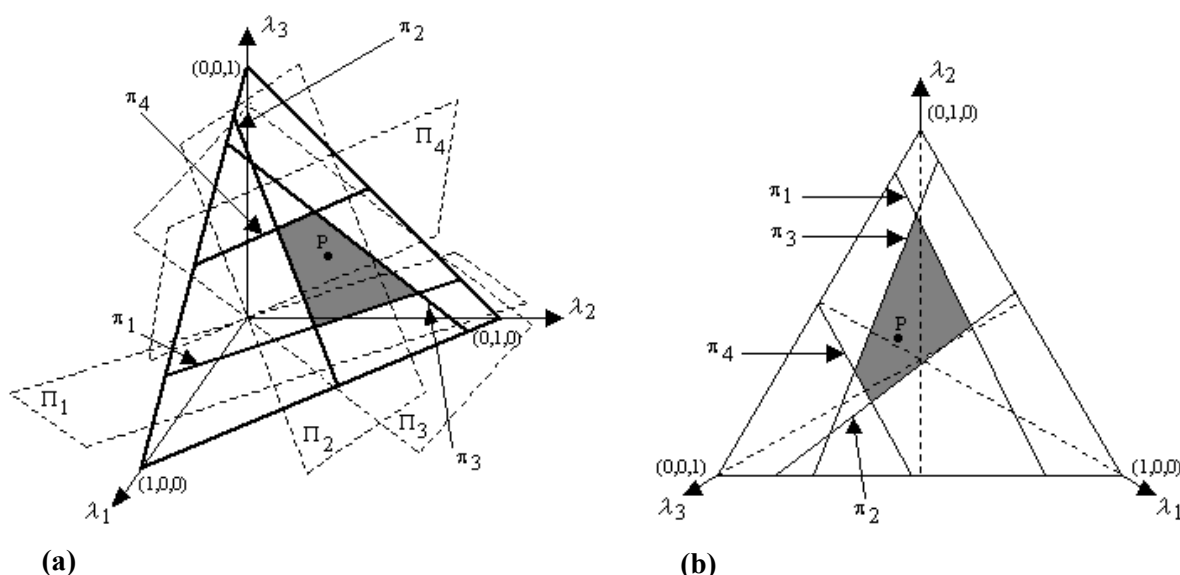 λ3
π2
(0,0,1)
π4
Π4
P
λ2
(0,1,0)
π1
Π1
Π2
Π3
π3
(1,0,0)
λ1
(a)
λ2
(0,1,0)
π1
π3
P
π4
(0,0,1)
(1,0,0)
λ3
π2
λ1
(b)